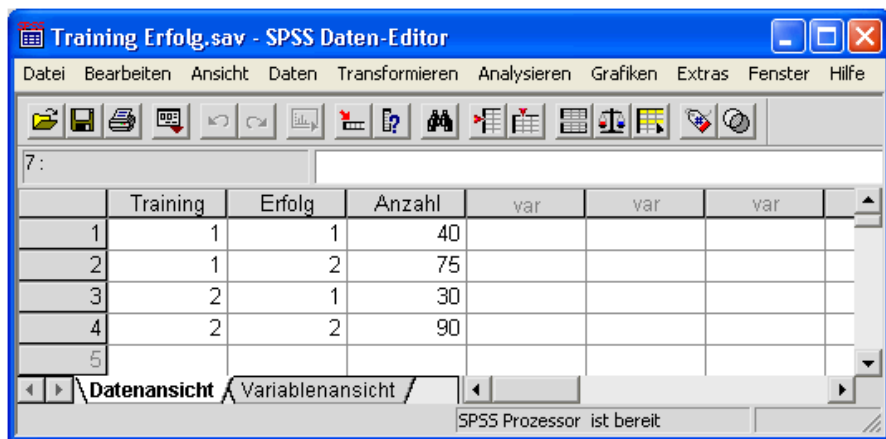 Training Erfolg.sav - SPSS Daten-Editor
Datei Bearbeiten Ansicht Daten Transformieren Analysieren Grafiken Extras Fenster Hilfe
7 :
Training Erfolg Anzahl var var var
1 1 1 40
2 1 2 75
3 2 1 30
4 2 2 90
5
Datenansicht Variablenansicht
SPSS Prozessor ist bereit